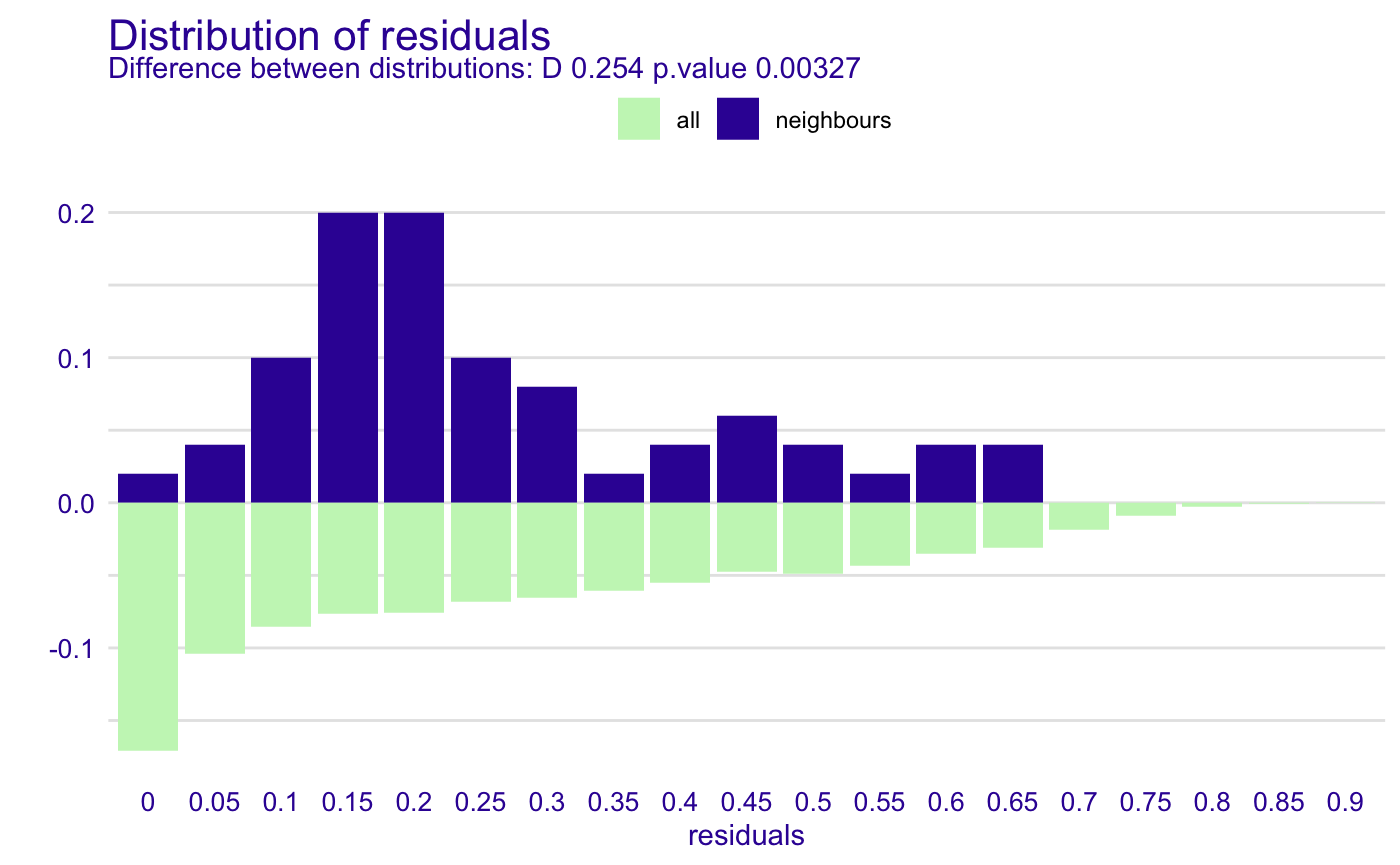 Distribution of residuals
Difference between distributions: D 0.254 p.value 0.00327
all neighbours
0.2
0.1
0.0
-0.1
0 0.05 0.1 0.15 0.2 0.25 0.3 0.35 0.4 0.45 0.5 0.55 0.6 0.65 0.7 0.75 0.8 0.85 0.9
residuals